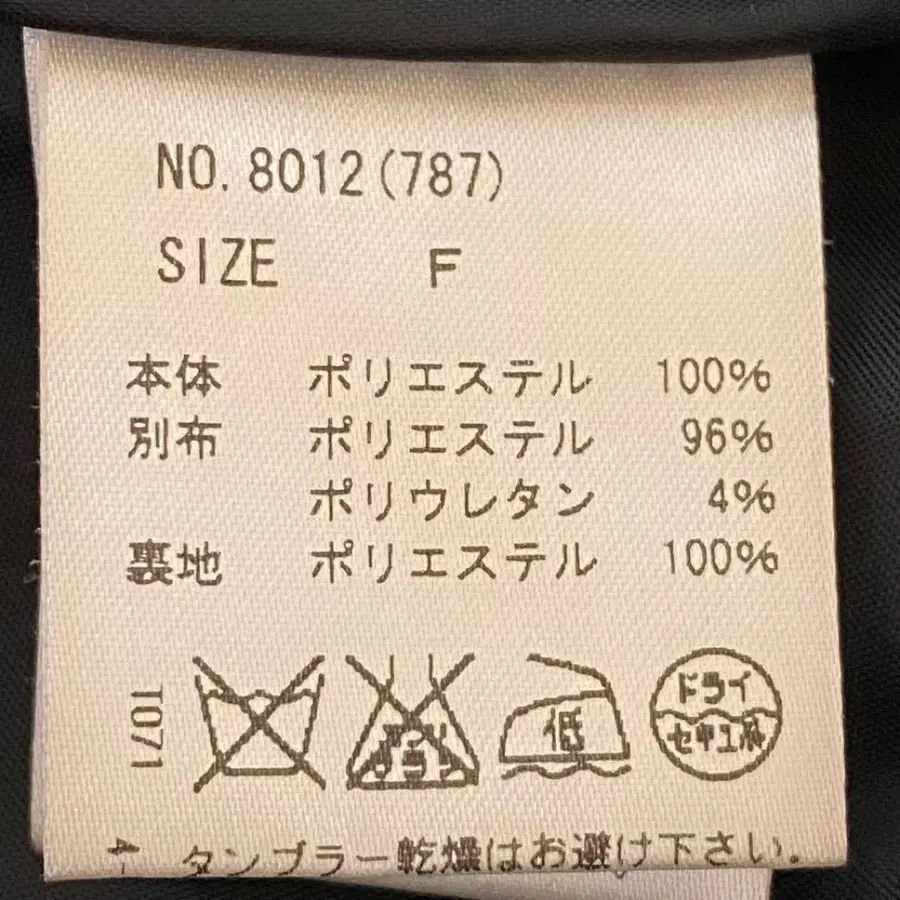 NO. 8012(787)
SIZE F
本体 ポリエステル 100%
別布 ポリエステル 96%
ポリウレタン 4%
裏地 ポリエステル 100%
T071
低
ドライ
セキユ系
タンブラー乾燥はお避け下さい。